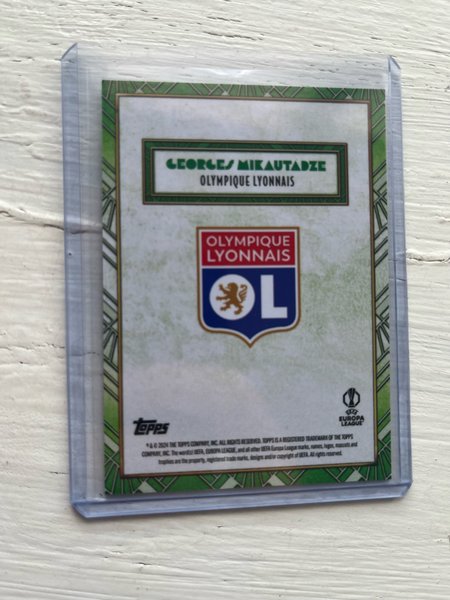 GEORGES MIKAUTADZE
OLYMPIQUE LYONNAIS
OLYMPIQUE
LYONNAIS
OL
Topps
UEFA
EUROPA
LEAGUE
® & © 2024 THE TOPPS COMPANY, INC. ALL RIGHTS RESERVED. TOPPS IS A REGISTERED TRADEMARK OF THE TOPPS
COMPANY, INC. The word(s) UEFA, EUROPA LEAGUE, and all other UEFA Europa League marks, names, logos, mascots and
trophies are the property, registered trade marks, designs and/or copyright of UEFA. All rights reserved.